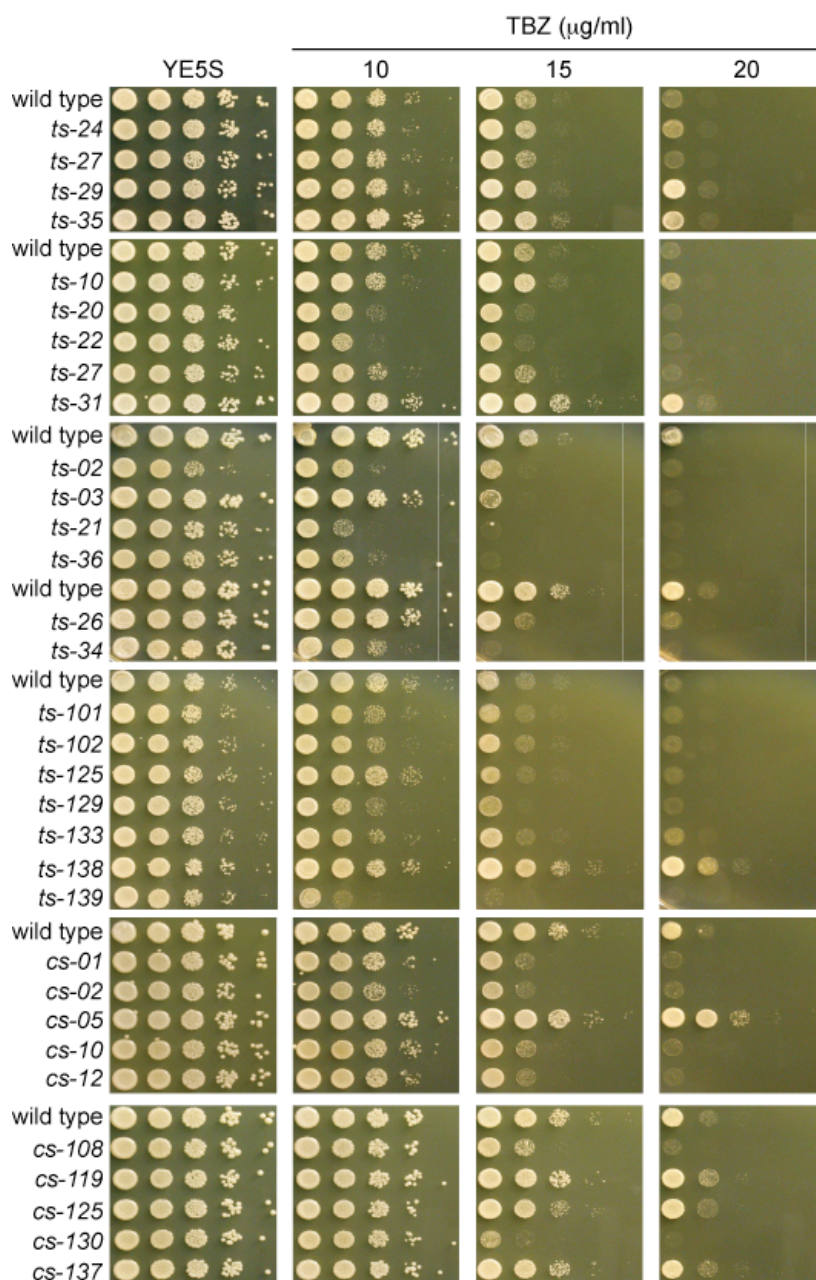 TBZ (μg/ml)
YE5S 10 15 20
wild type
ts-24
ts-27
ts-29
ts-35
wild type
ts-10
ts-20
ts-22
ts-27
ts-31
wild type
ts-02
ts-03
ts-21
ts-36
wild type
ts-26
ts-34
wild type
ts-101
ts-102
ts-125
ts-129
ts-133
ts-138
ts-139
wild type
cs-01
cs-02
cs-05
cs-10
cs-12
wild type
cs-108
cs-119
cs-125
cs-130
cs-137